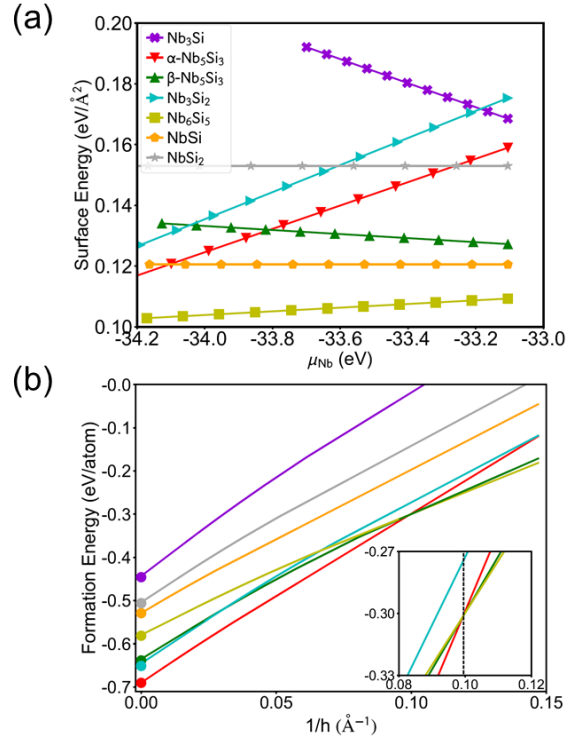 (a)
Surface Energy (eV/Å²)
0.20
0.18
0.16
0.14
0.12
0.10
Nb₃Si
α-Nb₅Si₃
β-Nb₅Si₃
Nb₃Si₂
Nb₆Si₅
NbSi
NbSi₂
-34.2 -34.0 -33.8 -33.6 -33.4 -33.2 -33.0
μNb (eV)
(b)
Formation Energy (eV/atom)
-0.0
-0.1
-0.2
-0.3
-0.4
-0.5
-0.6
-0.7
-0.27
-0.30
-0.33
0.08 0.10 0.12
0.00 0.05 0.10 0.15
1/h (Å⁻¹)